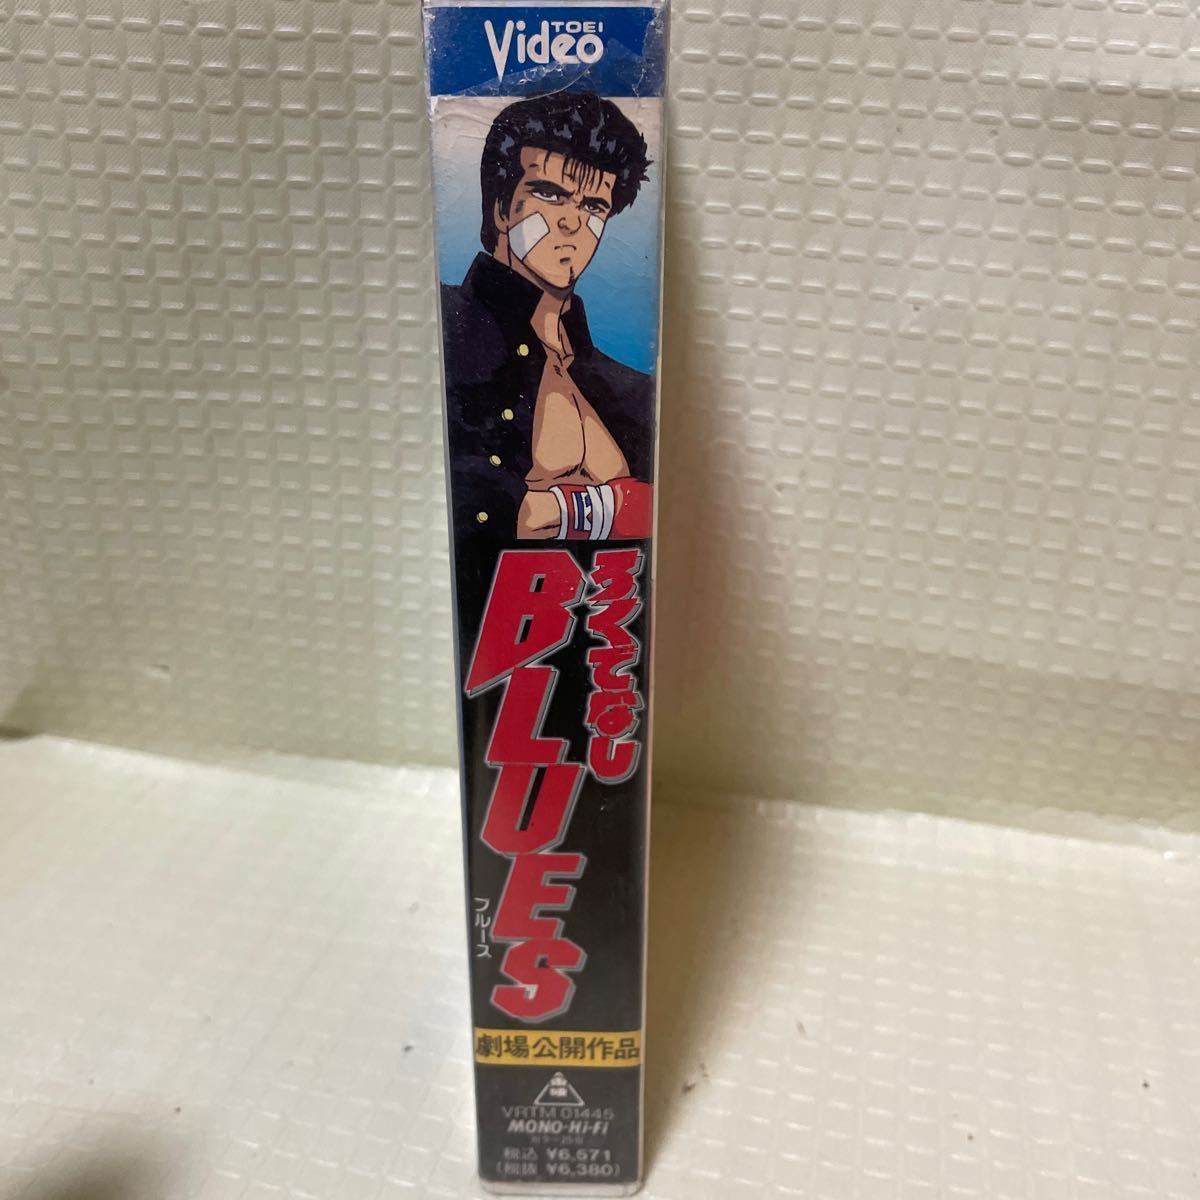 TOEI
Video
ろくでなし
BLUES
ブルース
劇場公開作品
VRTM 01445
MONO-Hi-Fi
税込 ¥6,571
(税抜 ¥6,380)